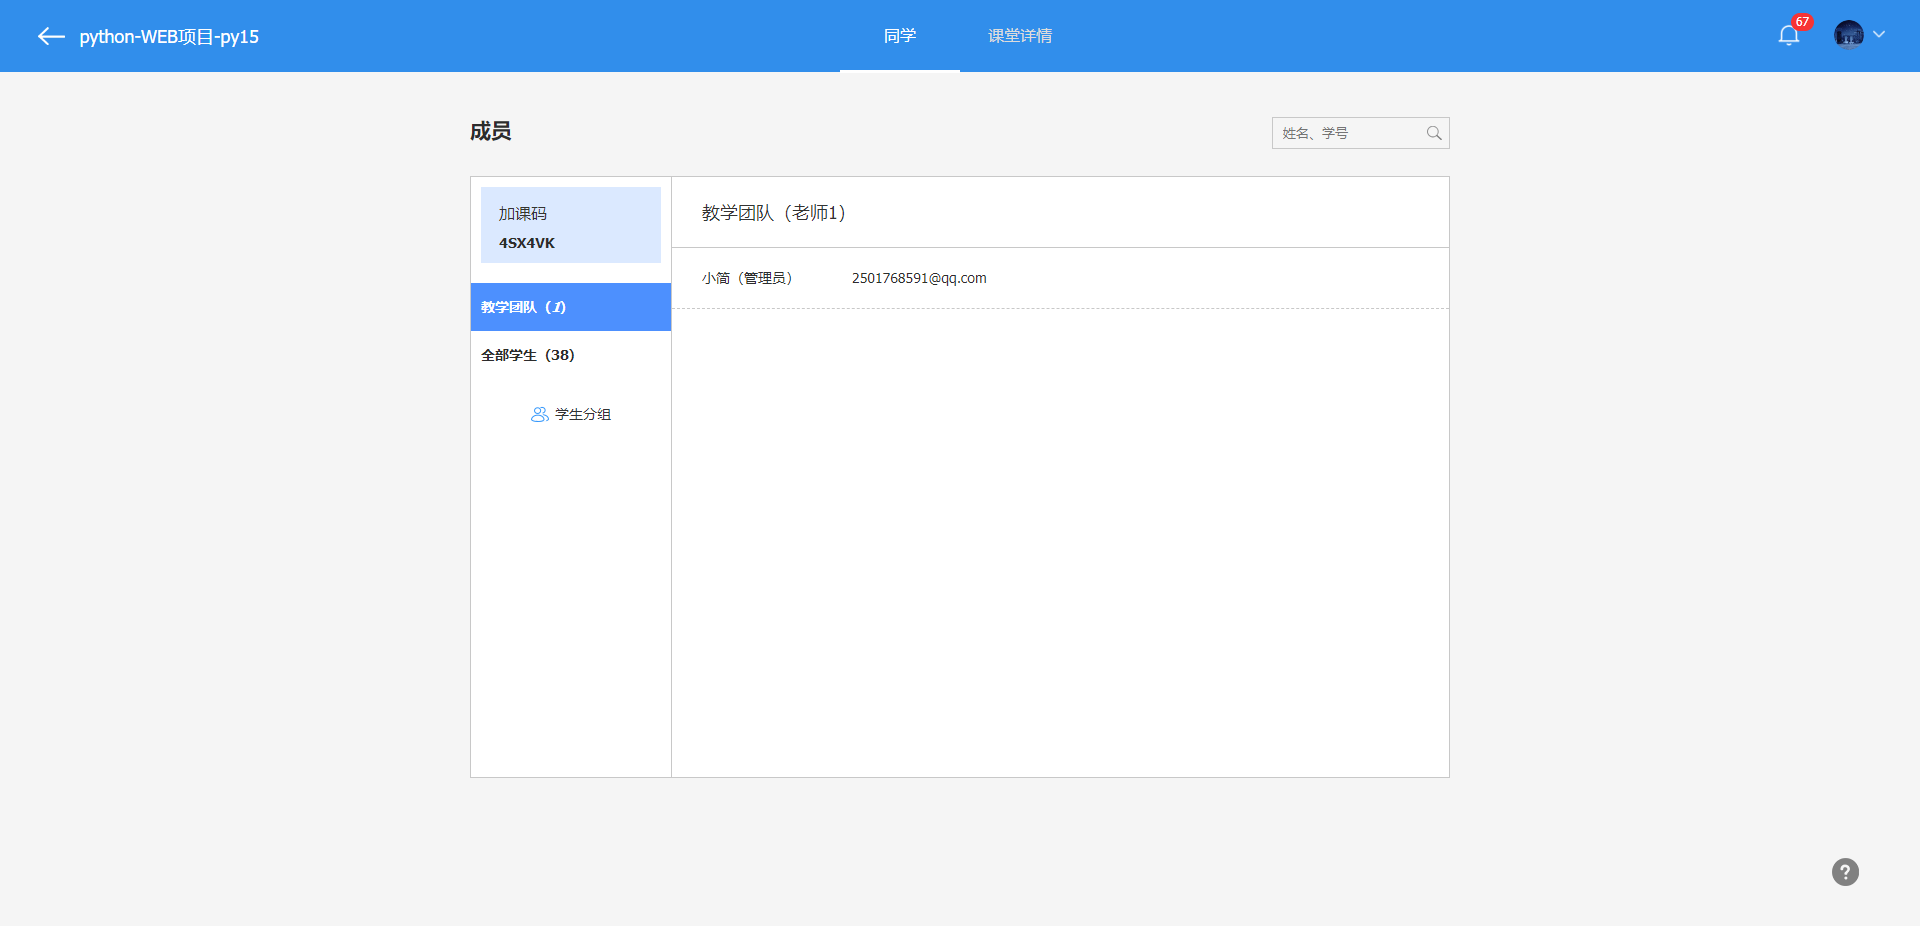 python-WEB项目-py15
同学
课堂详情
67
成员
姓名、学号
加课码
4SX4VK
教学团队（1）
全部学生（38）
学生分组
教学团队（老师1）
小简（管理员）
2501768591@qq.com
?